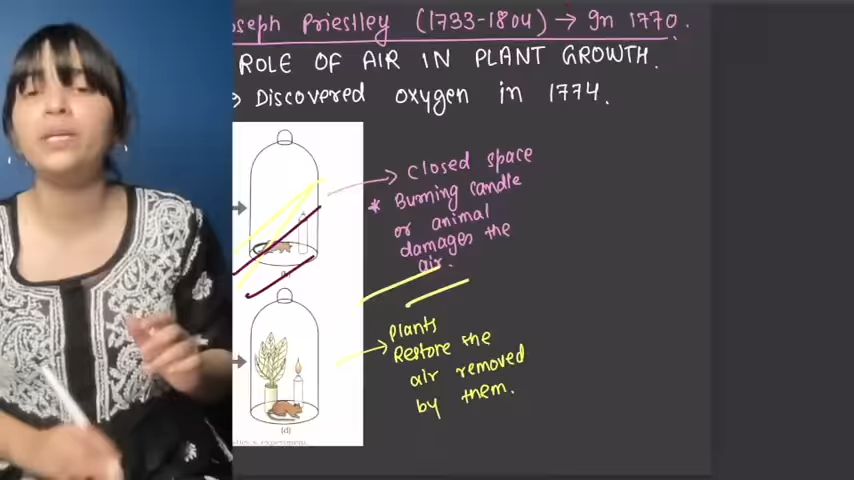 oseph Priestley (1733-1804) → In 1770.
ROLE OF AIR IN PLANT GROWTH.
→ Discovered oxygen in 1774.
→ Closed space
* Burning candle
or animal
damages the
air.
Plants
→ Restore the
air removed
by them.
(d)
experiment